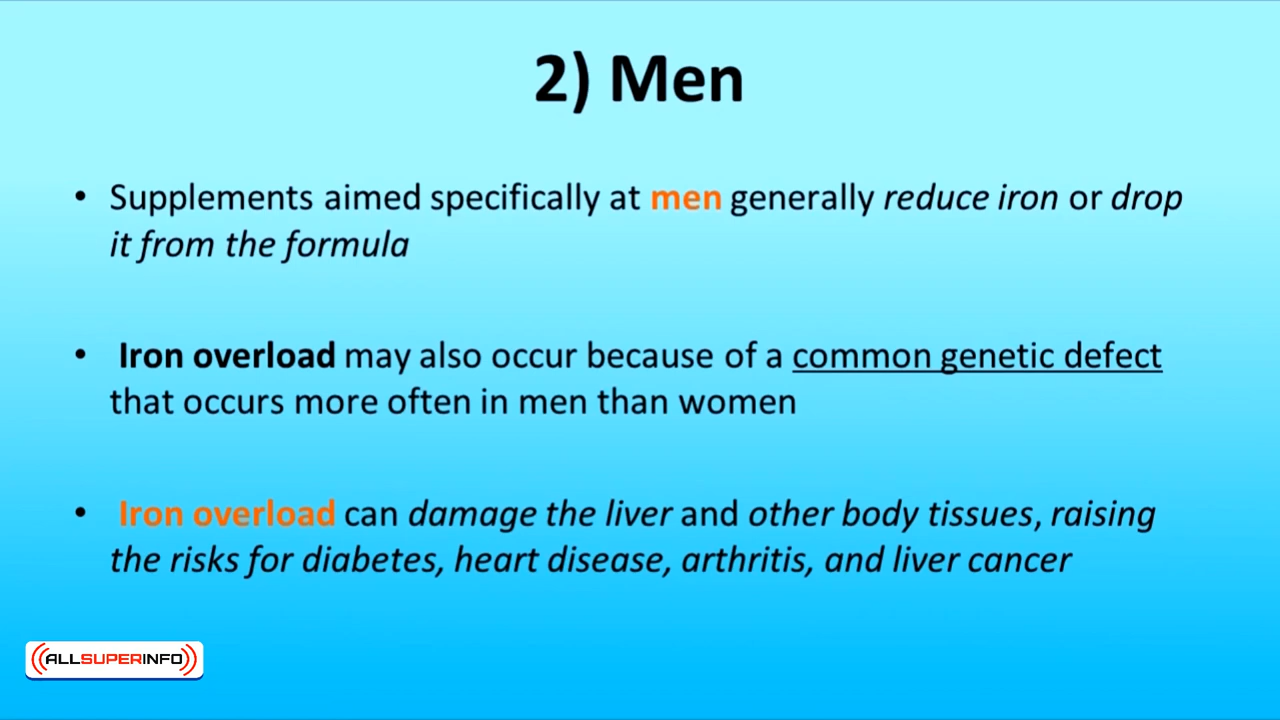 2) Men
• Supplements aimed specifically at men generally reduce iron or drop
it from the formula
• Iron overload may also occur because of a common genetic defect
that occurs more often in men than women
• Iron overload can damage the liver and other body tissues, raising
the risks for diabetes, heart disease, arthritis, and liver cancer
((ALLSUPERINFO))